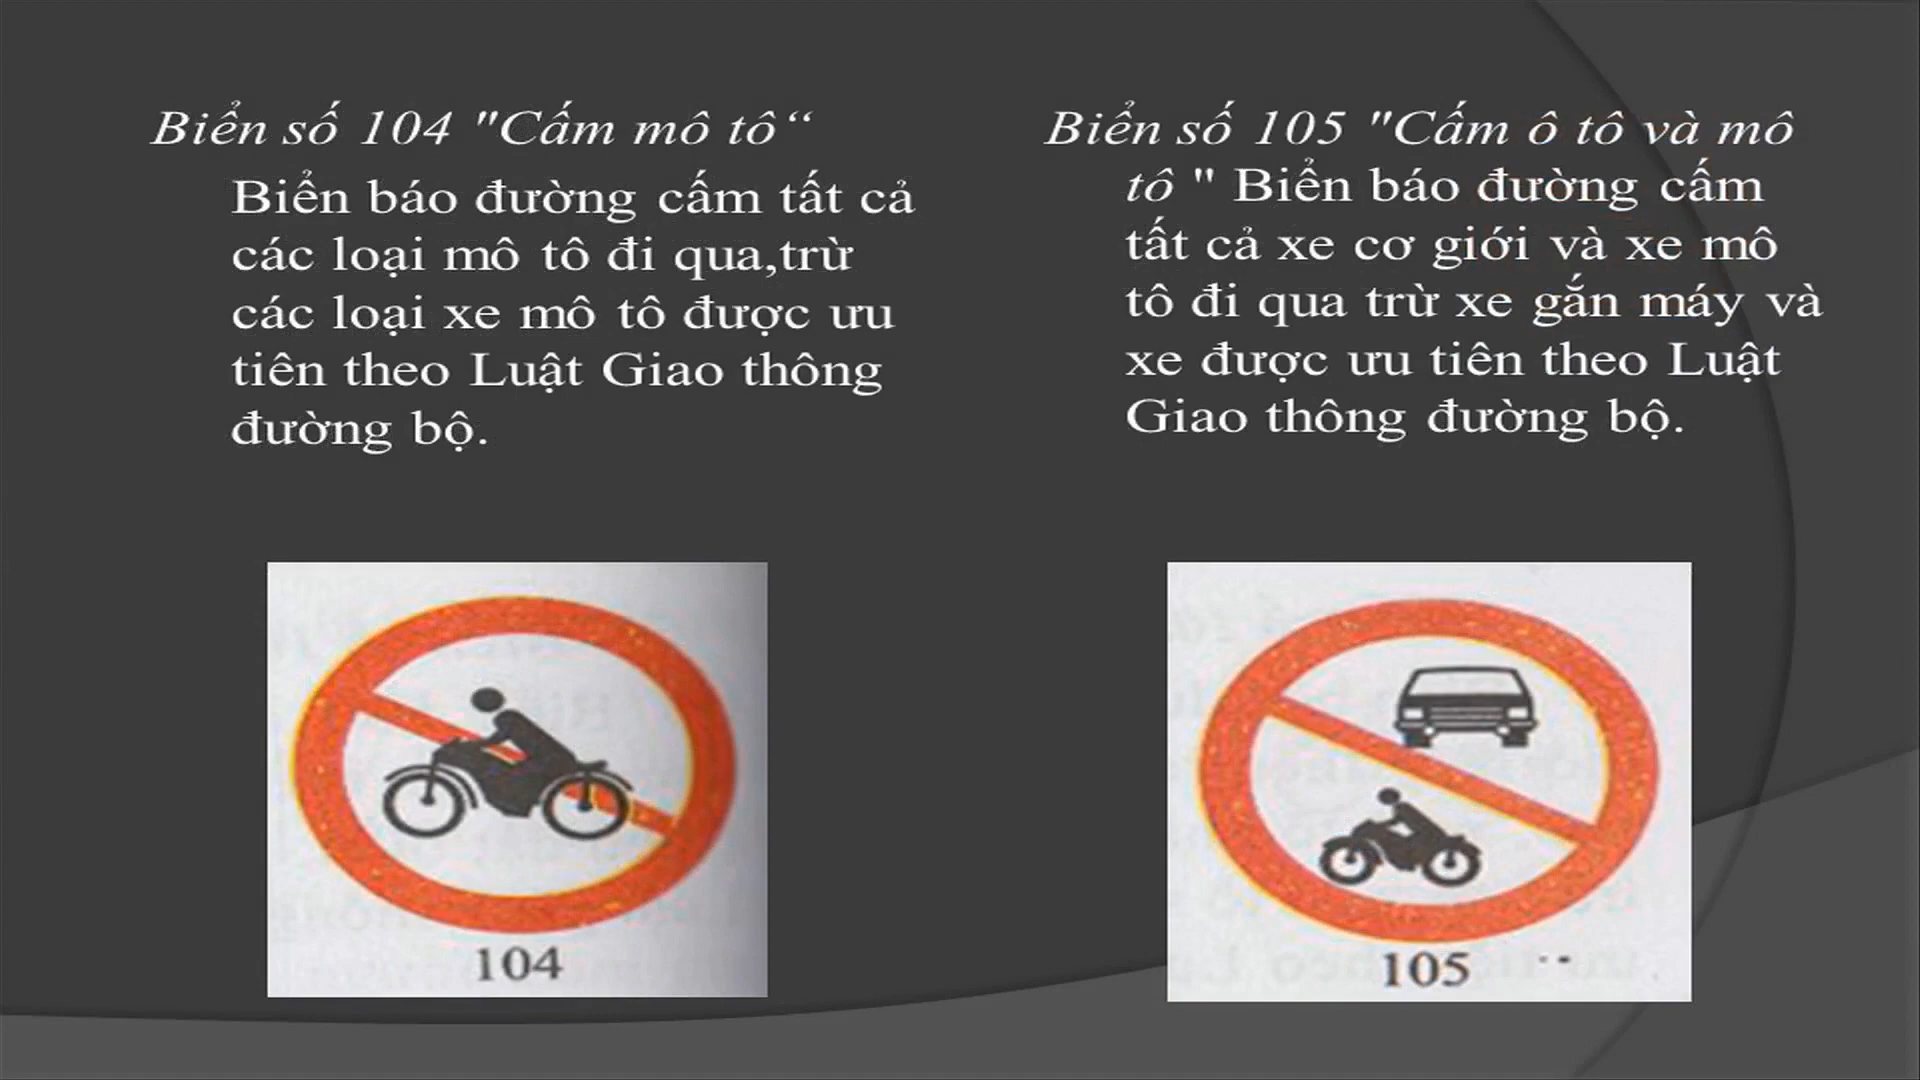 Biển số 104 "Cấm mô tô“
Biển báo đường cấm tất cả
các loại mô tô đi qua,trừ
các loại xe mô tô được ưu
tiên theo Luật Giao thông
đường bộ.
104
Biển số 105 "Cấm ô tô và mô
tô " Biển báo đường cấm
tất cả xe cơ giới và xe mô
tô đi qua trừ xe gắn máy và
xe được ưu tiên theo Luật
Giao thông đường bộ.
105